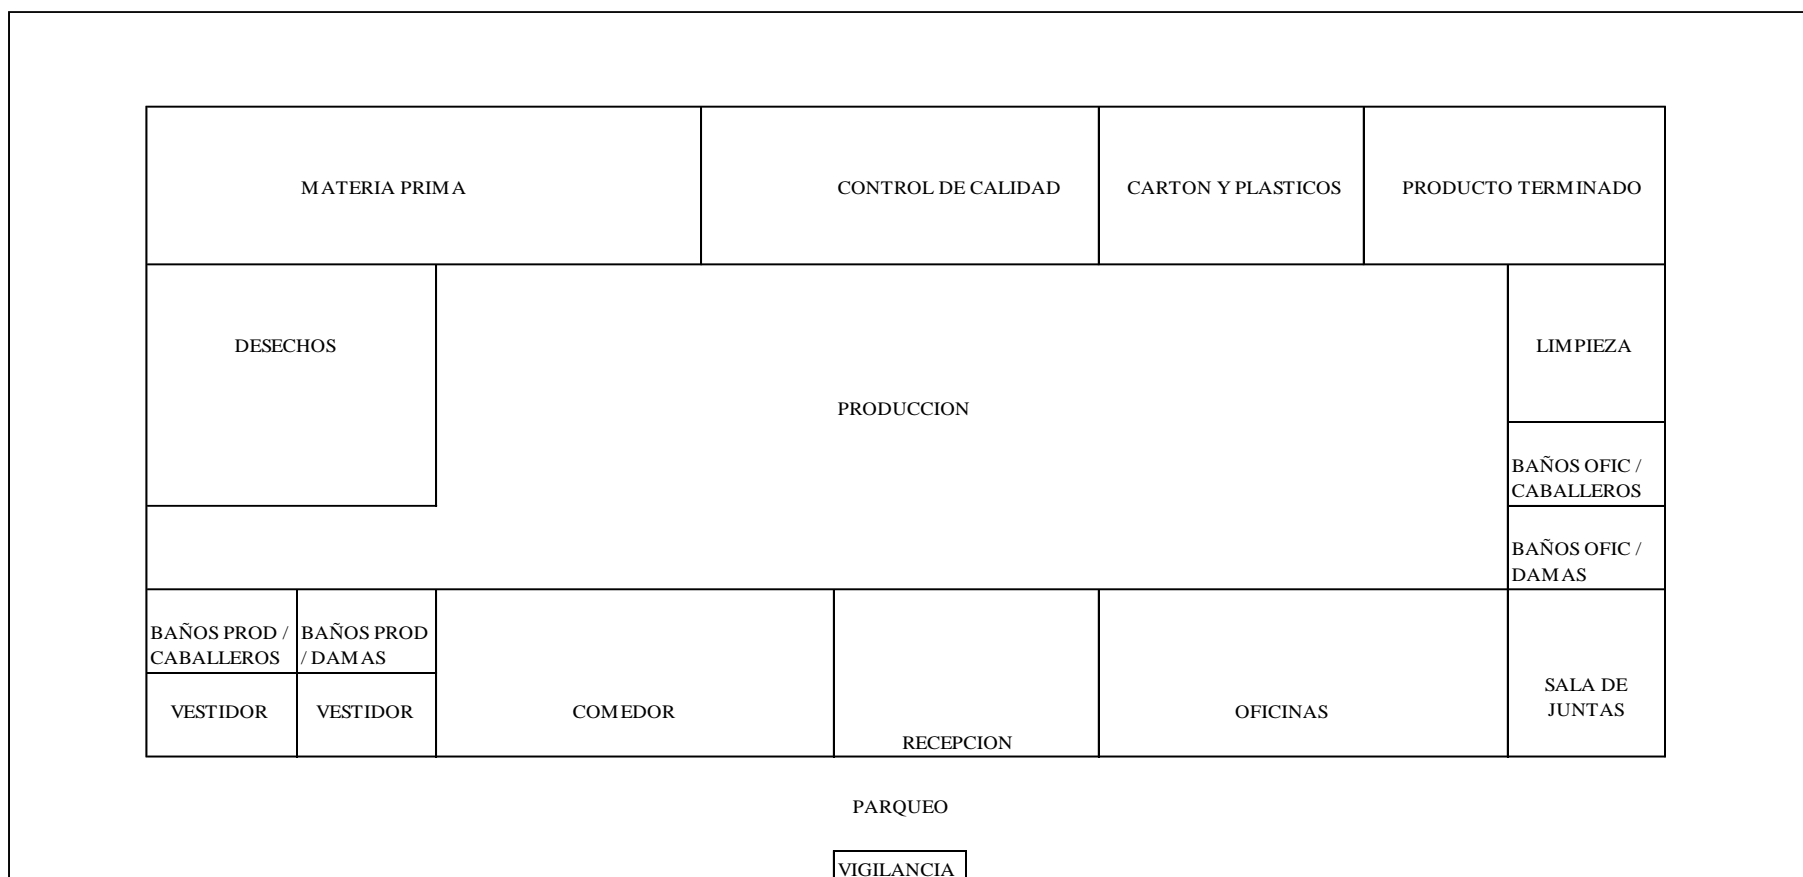 MATERIA PRIMA
CONTROL DE CALIDAD
CARTON Y PLASTICOS
PRODUCTO TERMINADO
DESECHOS
LIMPIEZA
PRODUCCION
BAÑOS OFIC /
CABALLEROS
BAÑOS OFIC /
DAMAS
BAÑOS PROD /
CABALLEROS
BAÑOS PROD
/ DAMAS
VESTIDOR
VESTIDOR
COMEDOR
RECEPCION
OFICINAS
SALA DE
JUNTAS
PARQUEO
VIGILANCIA